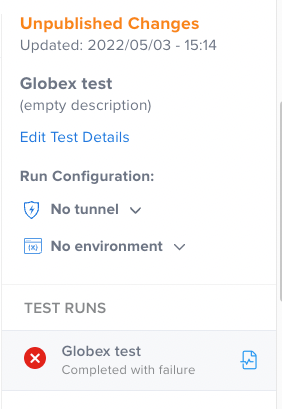 Unpublished Changes
Updated: 2022/05/03 - 15:14
Globex test
(empty description)
Edit Test Details
Run Configuration:
No tunnel
{x} No environment
TEST RUNS
Globex test
Completed with failure